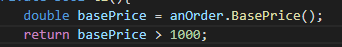 double basePrice = anOrder.BasePrice();
return basePrice > 1000;